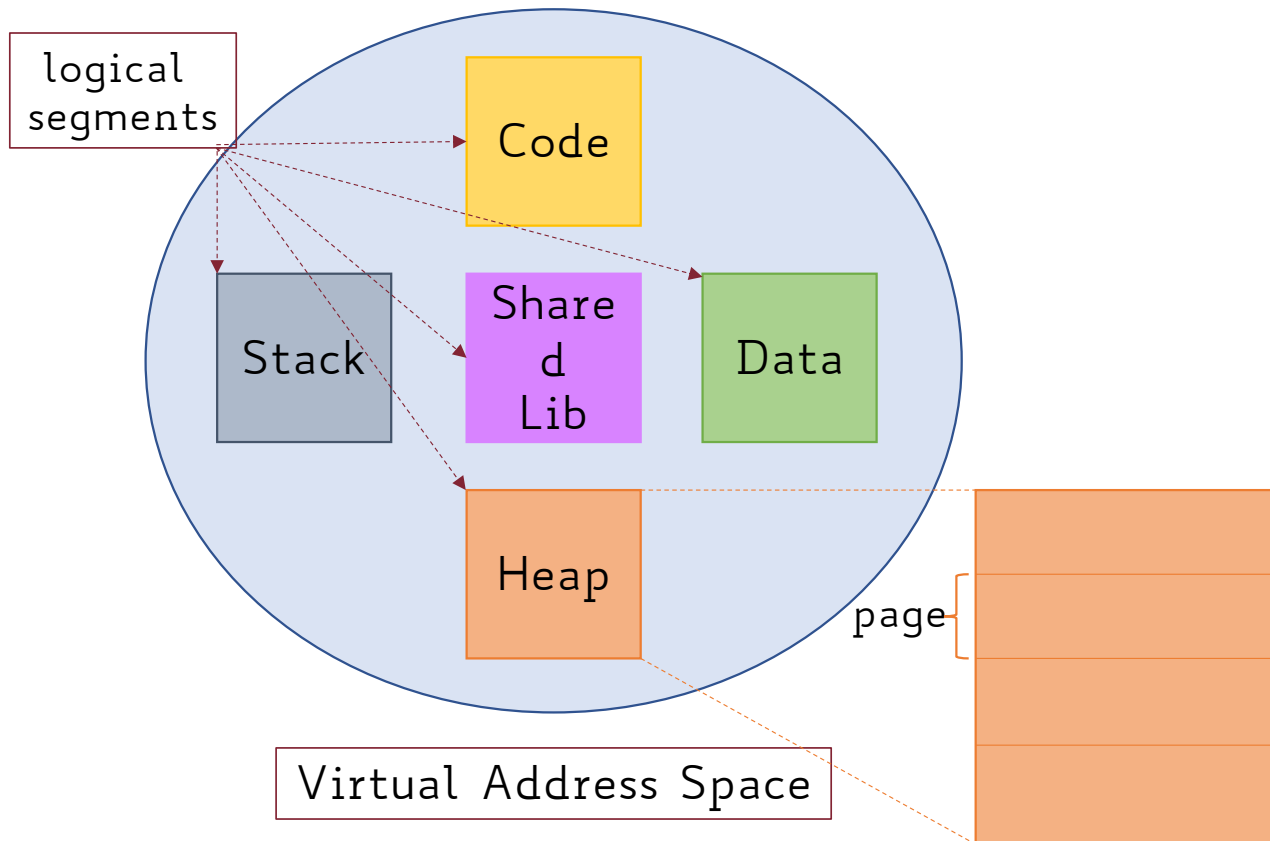 logical
segments
Code
Stack
Share
d
Lib
Data
Heap
page
Virtual Address Space